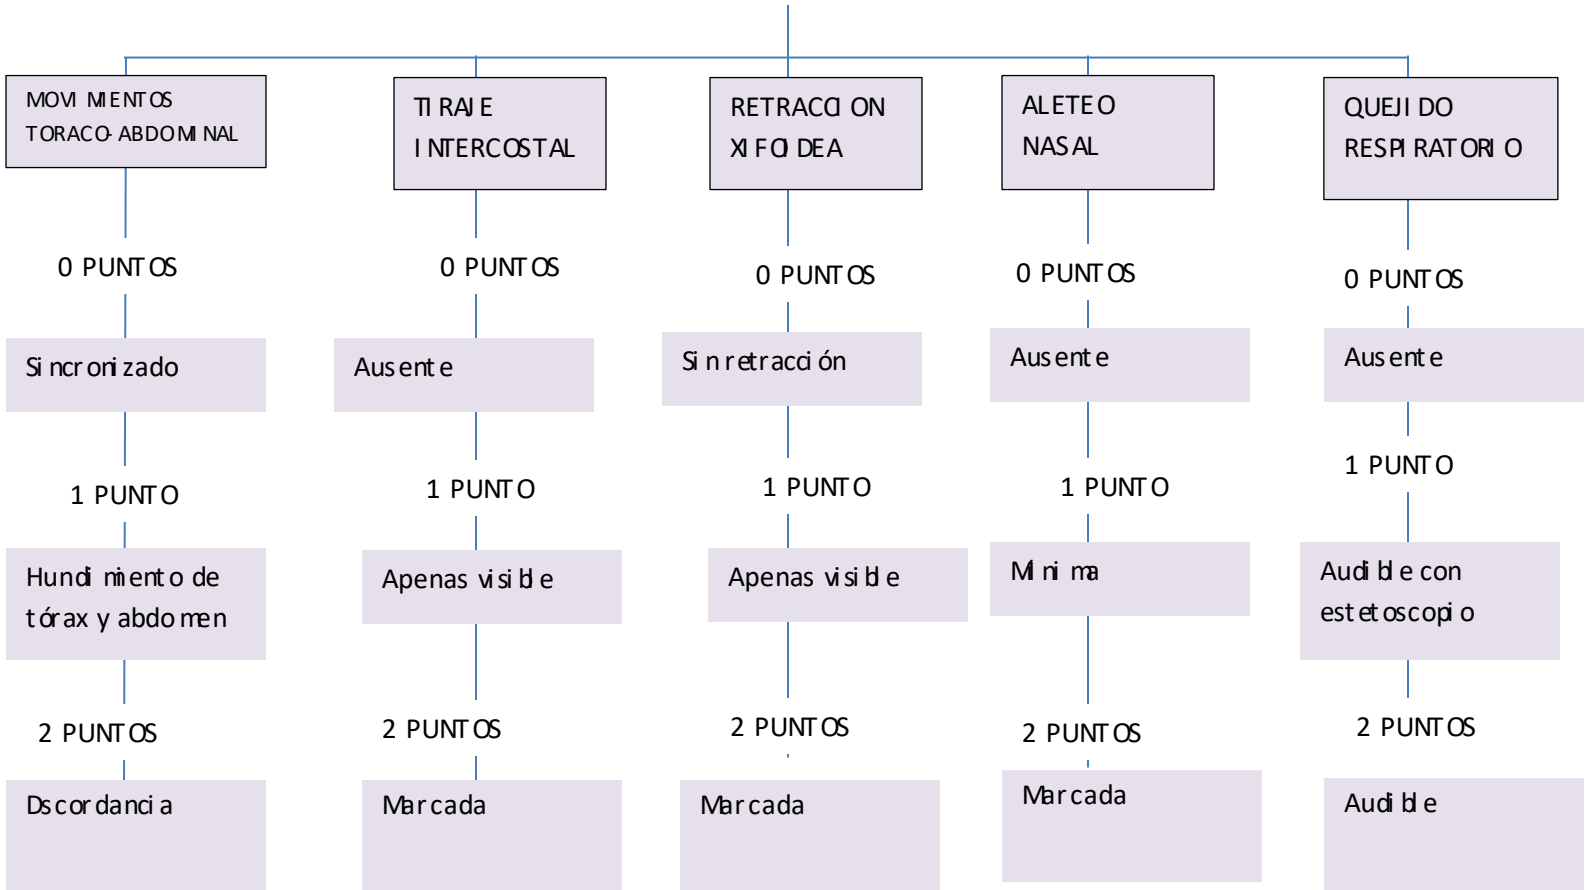 MOVIMIENTOS
TORACO-ABDOMINAL
TIRAJE
INTERCOSTAL
RETRACCION
XIFOIDEA
ALETEO
NASAL
QUEJIDO
RESPIRATORIO
0 PUNTOS
0 PUNTOS
0 PUNTOS
0 PUNTOS
0 PUNTOS
Sincronizado
Ausente
Sin retracción
Ausente
Ausente
1 PUNTO
1 PUNTO
1 PUNTO
1 PUNTO
1 PUNTO
Hundimiento de
tórax y abdomen
Apenas visible
Apenas visible
Mínima
Audible con
estetoscopio
2 PUNTOS
2 PUNTOS
2 PUNTOS
2 PUNTOS
2 PUNTOS
Discordancia
Marcada
Marcada
Marcada
Audible